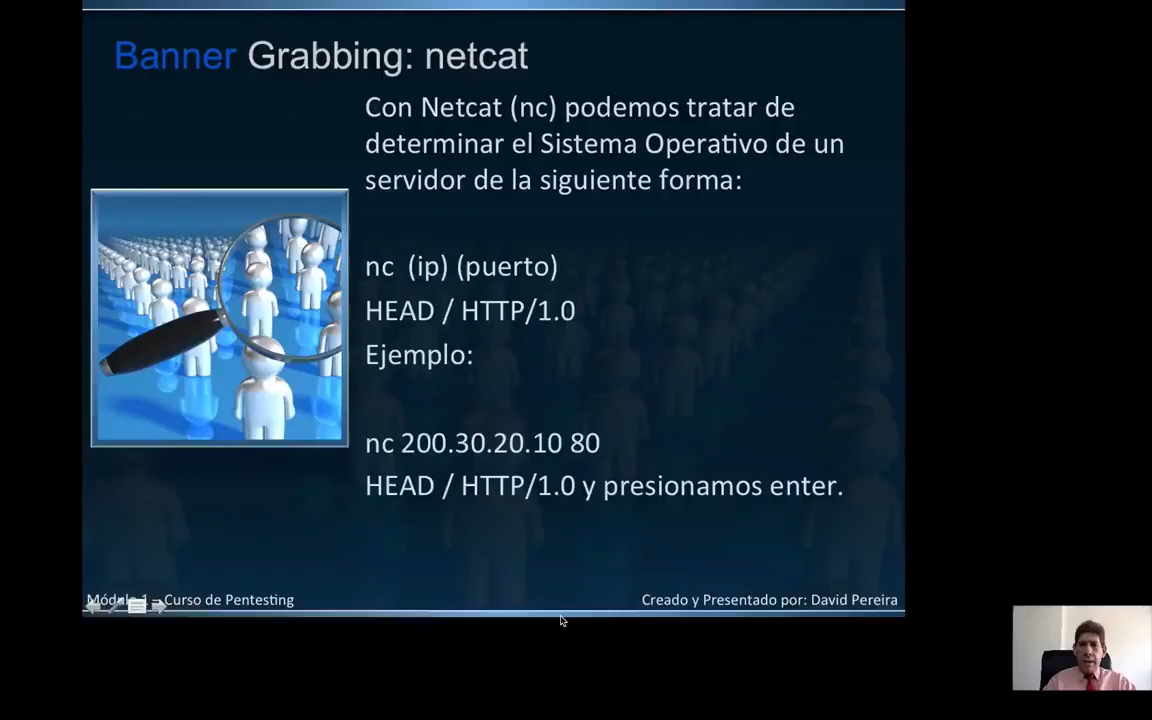 Banner Grabbing: netcat
Con Netcat (nc) podemos tratar de
determinar el Sistema Operativo de un
servidor de la siguiente forma:
nc (ip) (puerto)
HEAD / HTTP/1.0
Ejemplo:
nc 200.30.20.10 80
HEAD / HTTP/1.0 y presionamos enter.
Módulo 1 – Curso de Pentesting
Creado y Presentado por: David Pereira